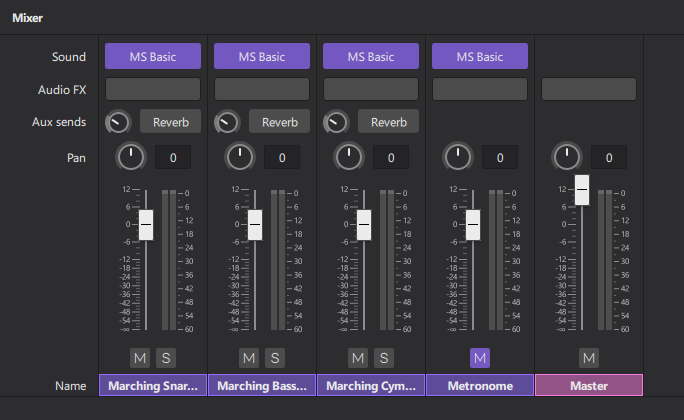 Mixer
Sound MS Basic MS Basic MS Basic MS Basic
Audio FX
Aux sends Reverb Reverb Reverb
Pan 0 0 0 0 0
12 0 12 0 12 0 12 0 12 0
6 6 6 6 6 6 6 6 6 6
0 12 0 12 0 12 0 12 0 12
-6 18 -6 18 -6 18 -6 18 -6 18
24 24 24 24 24
-12 30 -12 30 -12 30 -12 30 -12 30
-18 36 -18 36 -18 36 -18 36 -18 36
-24 -24 -24 -24 -24
-30 42 -30 42 -30 42 -30 42 -30 42
-36 -36 -36 -36 -36
-42 48 -42 48 -42 48 -42 48 -42 48
-48 -48 -48 -48 -48
-54 54 -54 54 -54 54 -54 54 -54 54
-∞ 60 -∞ 60 -∞ 60 -∞ 60 -∞ 60
M S M S M S M M
Name Marching Snar... Marching Bass... Marching Cym... Metronome Master